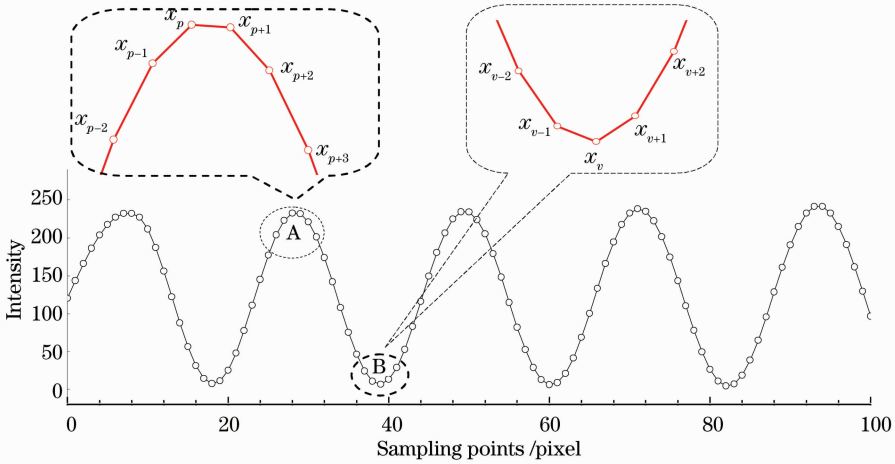 x_p
x_{p+1}
x_{p-1}
x_{p+2}
x_{p-2}
x_{p+3}
x_{v-2}
x_{v+2}
x_{v-1}
x_{v+1}
x_v
250
200
150
100
50
0
Intensity
A
B
0 20 40 60 80 100
Sampling points /pixel